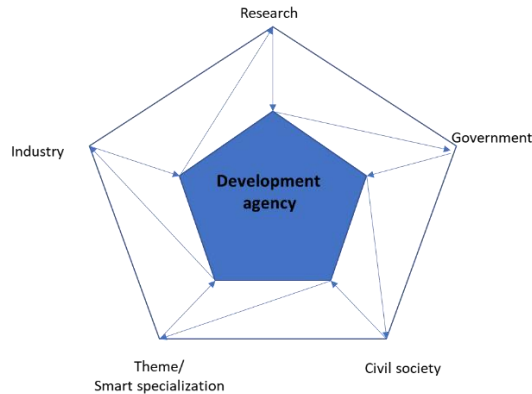 Research
Government
Industry
Development
agency
Theme/
Smart specialization
Civil society